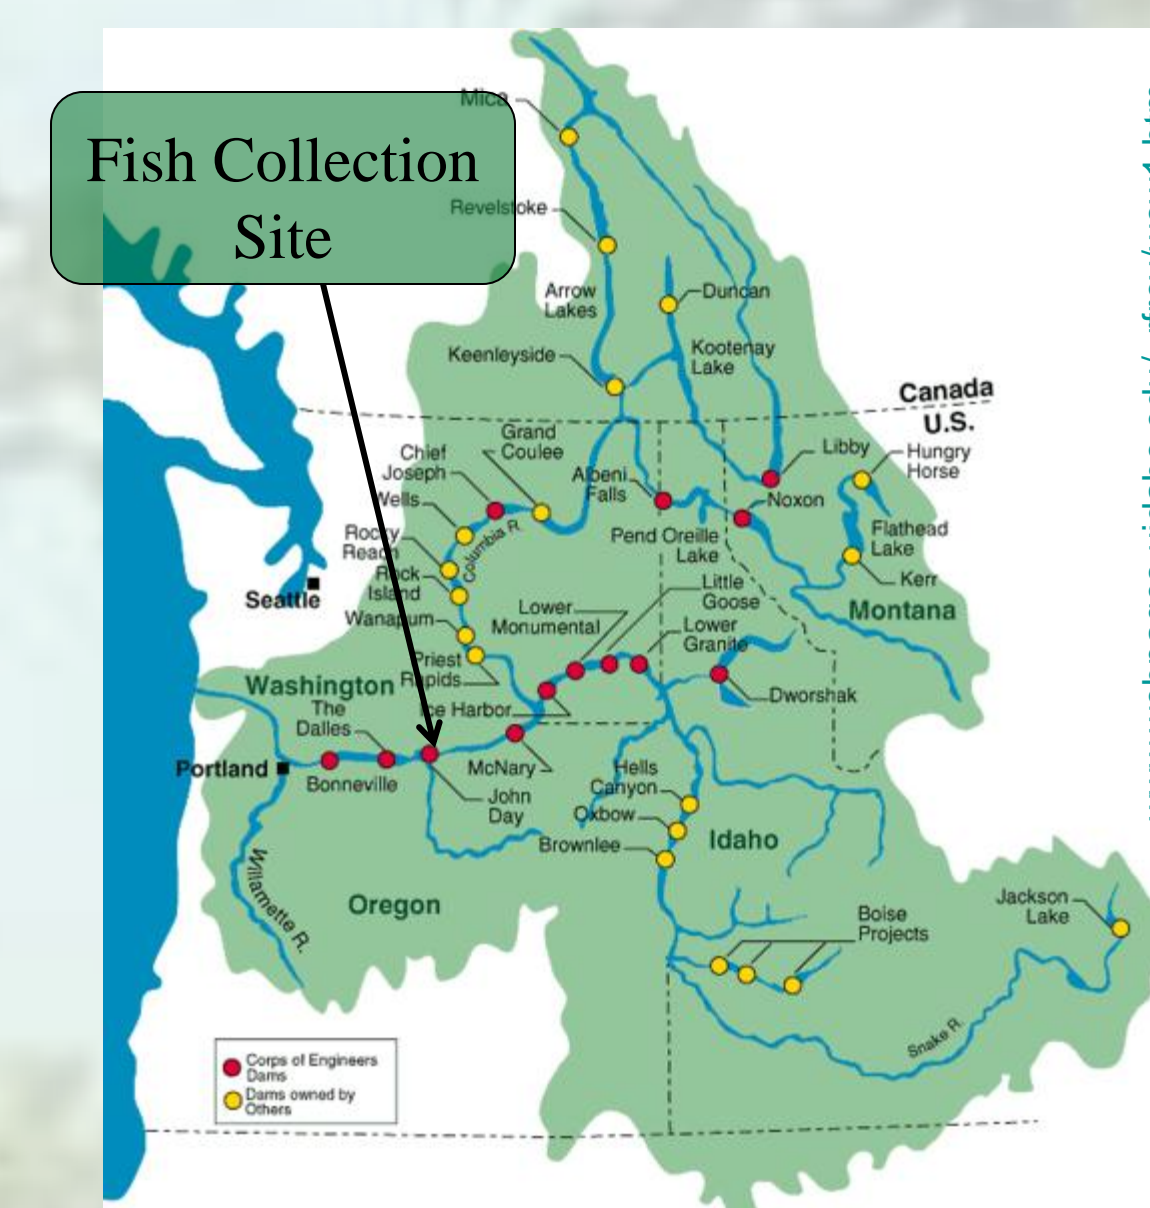 Fish Collection
Site
Mica
Revelstoke
Arrow
Lakes
Duncan
Keenleyside
Kootenay
Lake
Canada
U.S.
Grand
Coulee
Chief
Joseph
Albeni
Falls
Libby
Hungry
Horse
Wells
Noxon
Columbia R.
Rocky
Reach
Pend Oreille
Lake
Flathead
Lake
Rock
Island
Little
Goose
Kerr
Seattle
Lower
Monumental
Montana
Wanapum
Lower
Granite
Priest
Rapids
Washington
Ice Harbor
Dworshak
The
Dalles
Portland
Bonneville
McNary
John
Day
Hells
Canyon
Oxbow
Brownlee
Idaho
Willamette R.
Oregon
Boise
Projects
Jackson
Lake
Snake R.
Corps of Engineers
Dams
Dams owned by
Others